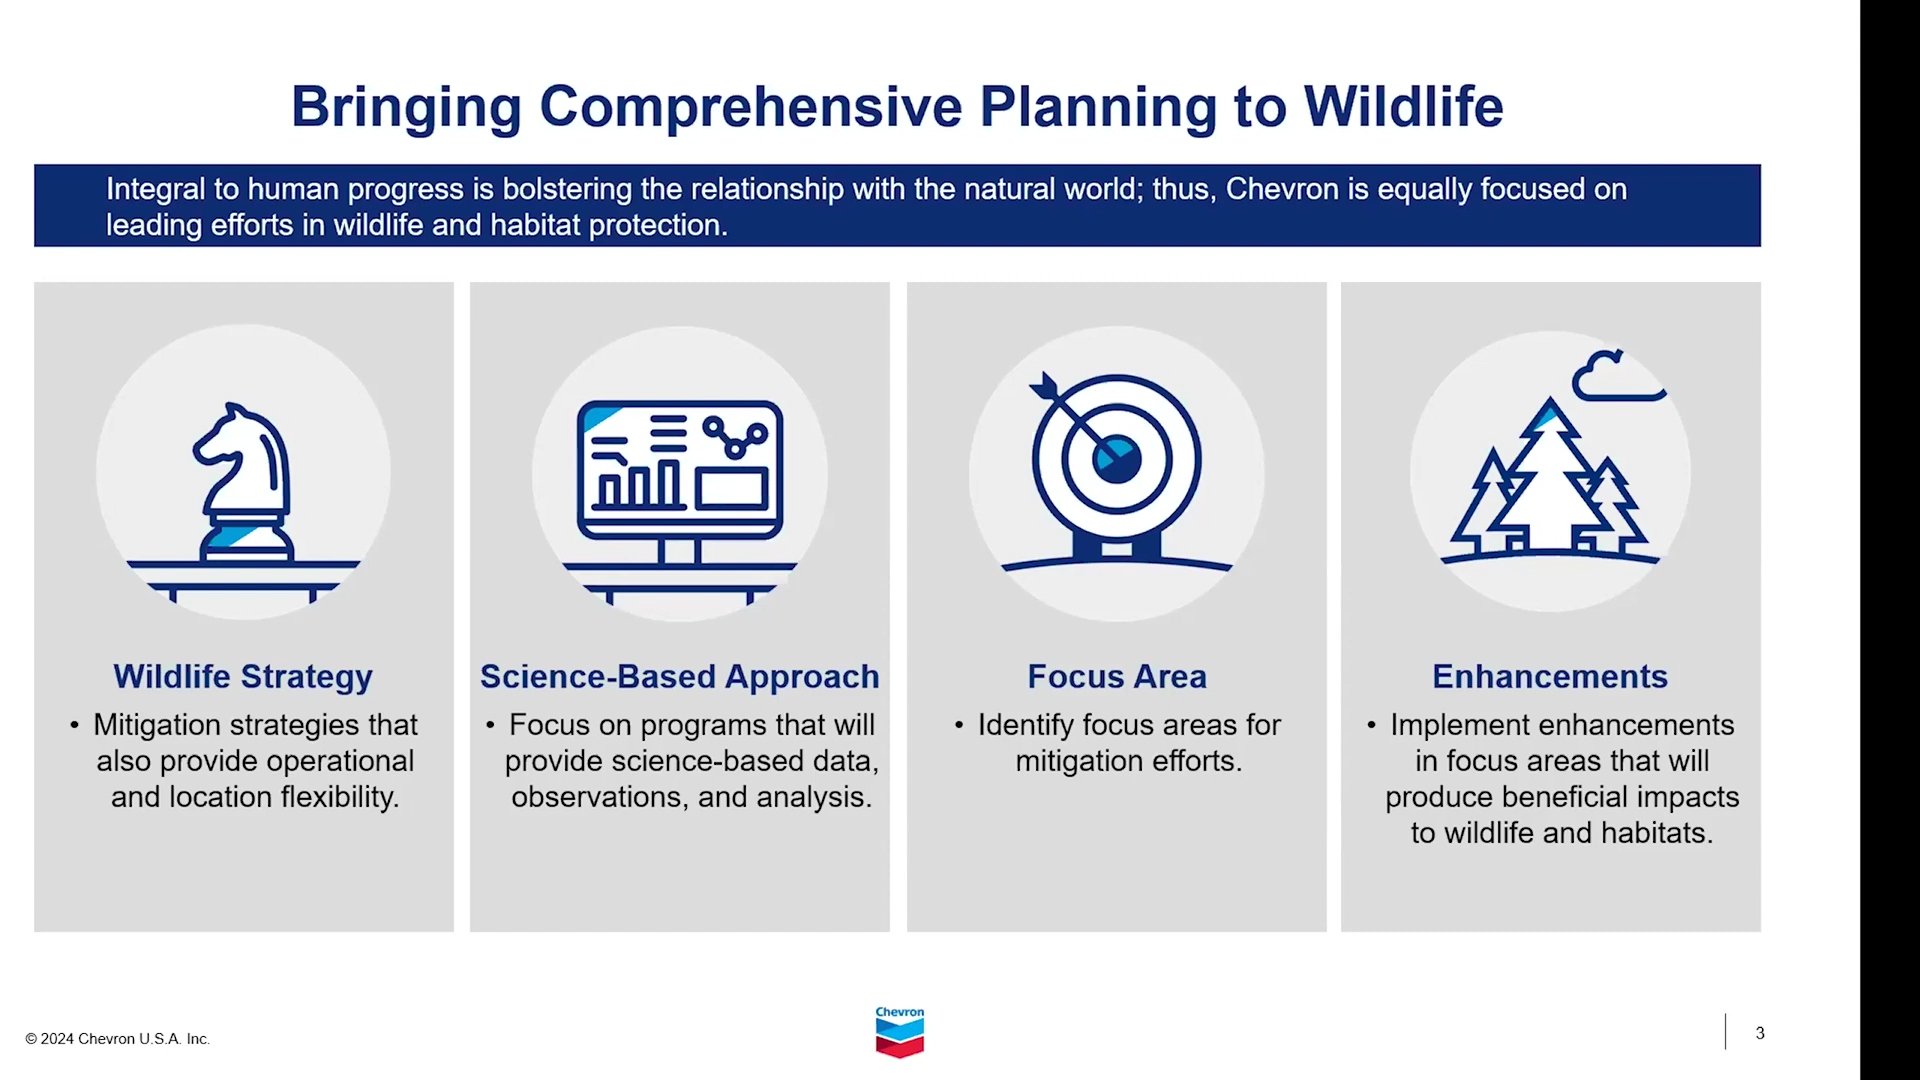 Bringing Comprehensive Planning to Wildlife
Integral to human progress is bolstering the relationship with the natural world; thus, Chevron is equally focused on
leading efforts in wildlife and habitat protection.
Wildlife Strategy
• Mitigation strategies that
also provide operational
and location flexibility.
Science-Based Approach
• Focus on programs that will
provide science-based data,
observations, and analysis.
Focus Area
• Identify focus areas for
mitigation efforts.
Enhancements
• Implement enhancements
in focus areas that will
produce beneficial impacts
to wildlife and habitats.
© 2024 Chevron U.S.A. Inc.
Chevron
3